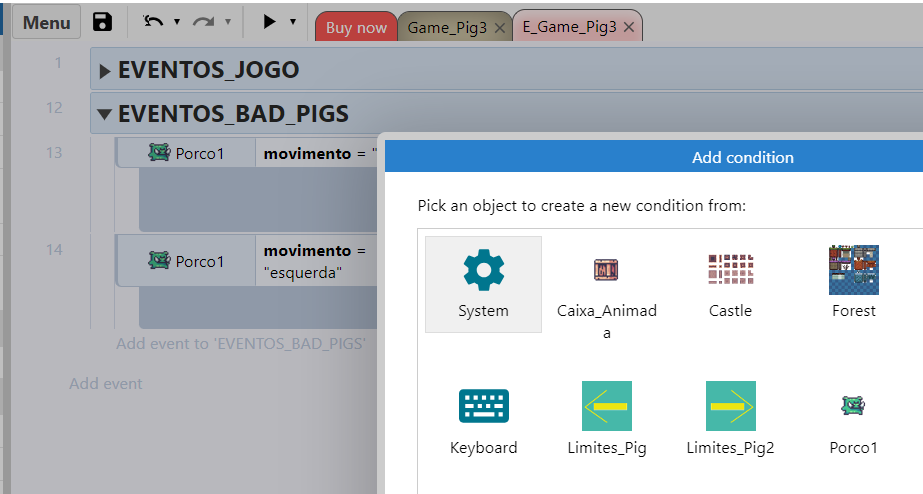 Menu
Buy now
Game_Pig3
E_Game_Pig3
1
EVENTOS_JOGO
12
EVENTOS_BAD_PIGS
13
Porco1
movimento = "
14
Porco1
movimento =
"esquerda"
Add event to 'EVENTOS_BAD_PIGS'
Add event
Add condition
Pick an object to create a new condition from:
System
Caixa_Animad
a
Castle
Forest
Keyboard
Limites_Pig
Limites_Pig2
Porco1